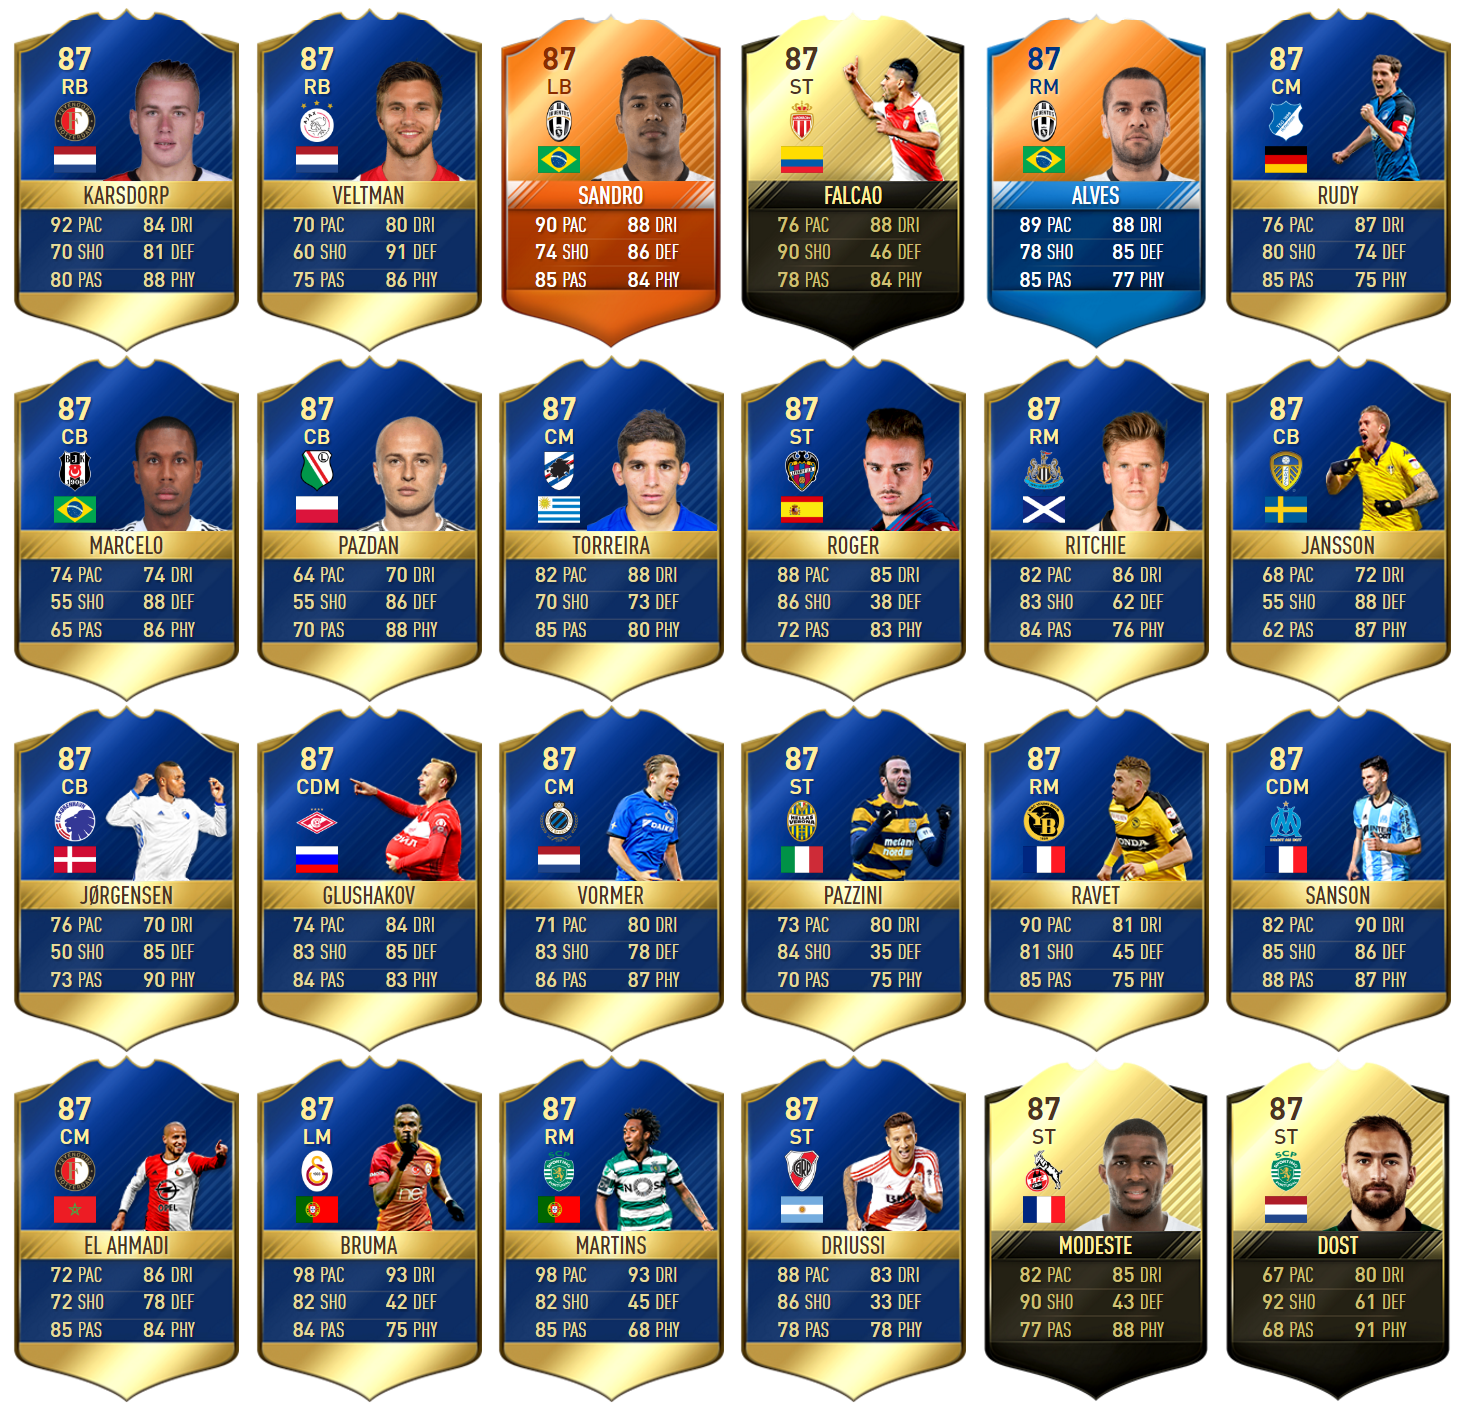 87
RB
KARSDORP
92 PAC 84 DRI
70 SHO 81 DEF
80 PAS 88 PHY
87
RB
AJAX
VELTMAN
70 PAC 80 DRI
60 SHO 91 DEF
75 PAS 86 PHY
87
LB
SANDRO
90 PAC 88 DRI
74 SHO 86 DEF
85 PAS 84 PHY
87
ST
FALCAO
76 PAC 88 DRI
90 SHO 46 DEF
78 PAS 84 PHY
87
RM
ALVES
89 PAC 88 DRI
78 SHO 85 DEF
85 PAS 77 PHY
87
CM
RUDY
76 PAC 87 DRI
80 SHO 74 DEF
85 PAS 75 PHY
87
CB
MARCELO
74 PAC 74 DRI
55 SHO 88 DEF
65 PAS 86 PHY
87
CB
PAZDAN
64 PAC 70 DRI
55 SHO 86 DEF
70 PAS 88 PHY
87
CM
TORREIRA
82 PAC 88 DRI
70 SHO 73 DEF
85 PAS 80 PHY
87
ST
ROGER
88 PAC 85 DRI
86 SHO 38 DEF
72 PAS 83 PHY
87
RM
RITCHIE
82 PAC 86 DRI
83 SHO 62 DEF
84 PAS 76 PHY
87
CB
JANSSON
68 PAC 72 DRI
55 SHO 88 DEF
62 PAS 87 PHY
87
CB
JØRGENSEN
76 PAC 70 DRI
50 SHO 85 DEF
73 PAS 90 PHY
87
CDM
GLUSHAKOV
74 PAC 84 DRI
83 SHO 85 DEF
84 PAS 83 PHY
87
CM
VORMER
71 PAC 80 DRI
83 SHO 78 DEF
86 PAS 87 PHY
87
ST
HELLAS
VERONA
PAZZINI
73 PAC 80 DRI
84 SHO 35 DEF
70 PAS 75 PHY
87
RM
RAVET
90 PAC 81 DRI
81 SHO 45 DEF
85 PAS 75 PHY
87
CDM
SANSON
82 PAC 90 DRI
85 SHO 86 DEF
88 PAS 87 PHY
87
CM
EL AHMADI
72 PAC 86 DRI
72 SHO 78 DEF
85 PAS 84 PHY
87
LM
BRUMA
98 PAC 93 DRI
82 SHO 42 DEF
84 PAS 75 PHY
87
RM
SCP
MARTINS
98 PAC 93 DRI
82 SHO 45 DEF
85 PAS 68 PHY
87
ST
DRIUSSI
88 PAC 83 DRI
86 SHO 33 DEF
78 PAS 78 PHY
87
ST
MODESTE
82 PAC 85 DRI
90 SHO 43 DEF
77 PAS 88 PHY
87
ST
SCP
DOST
67 PAC 80 DRI
92 SHO 61 DEF
68 PAS 91 PHY